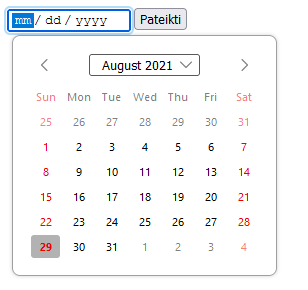 mm / dd / yyyy Pateikti
August 2021
Sun Mon Tue Wed Thu Fri Sat
25 26 27 28 29 30 31
1 2 3 4 5 6 7
8 9 10 11 12 13 14
15 16 17 18 19 20 21
22 23 24 25 26 27 28
29 30 31 1 2 3 4